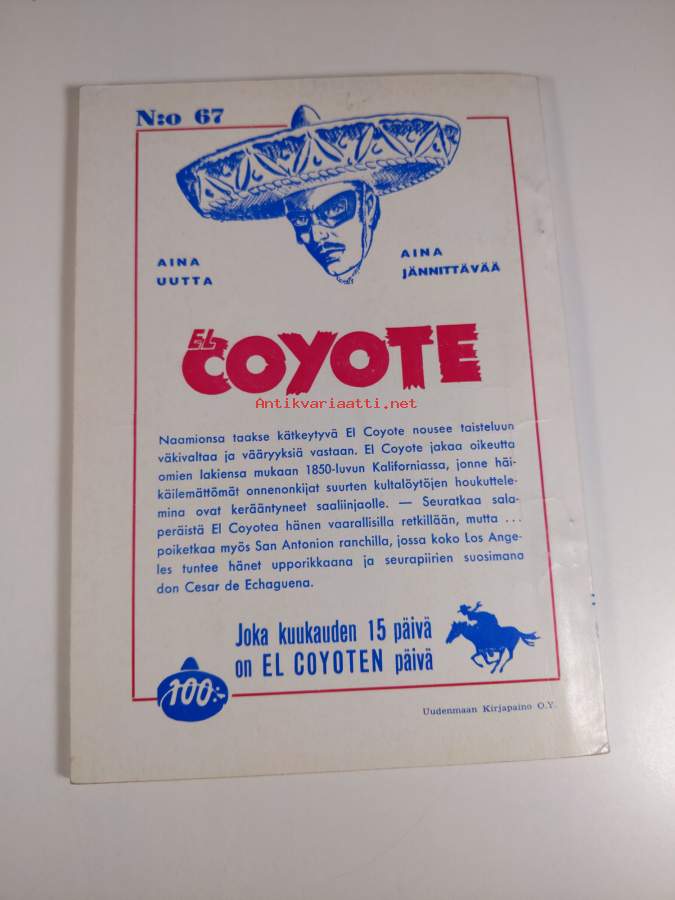 N:o 67
AINA
UUTTA
AINA
JÄNNITTÄVÄÄ
EL
COYOTE
Antikvariaatti.net
Naamionsa taakse kätkeytyvä El Coyote nousee taisteluun
väkivaltaa ja vääryyksiä vastaan. El Coyote jakaa oikeutta
omien lakiensa mukaan 1850-luvun Kaliforniassa, jonne häi-
käilemättömät onnenonkijat suurten kultalöytöjen houkuttele-
mina ovat kerääntyneet saaliinjaolle. — Seuratkaa sala-
peräistä El Coyotea hänen vaarallisilla retkillään, mutta ...
poiketkaa myös San Antonion ranchilla, jossa koko Los Ange-
les tuntee hänet upporikkaana ja seurapiirien suosimana
don Cesar de Echaguena.
Joka kuukauden 15 päivä
on EL COYOTEN päivä
100:-
Uudenmaan Kirjapaino O.Y.